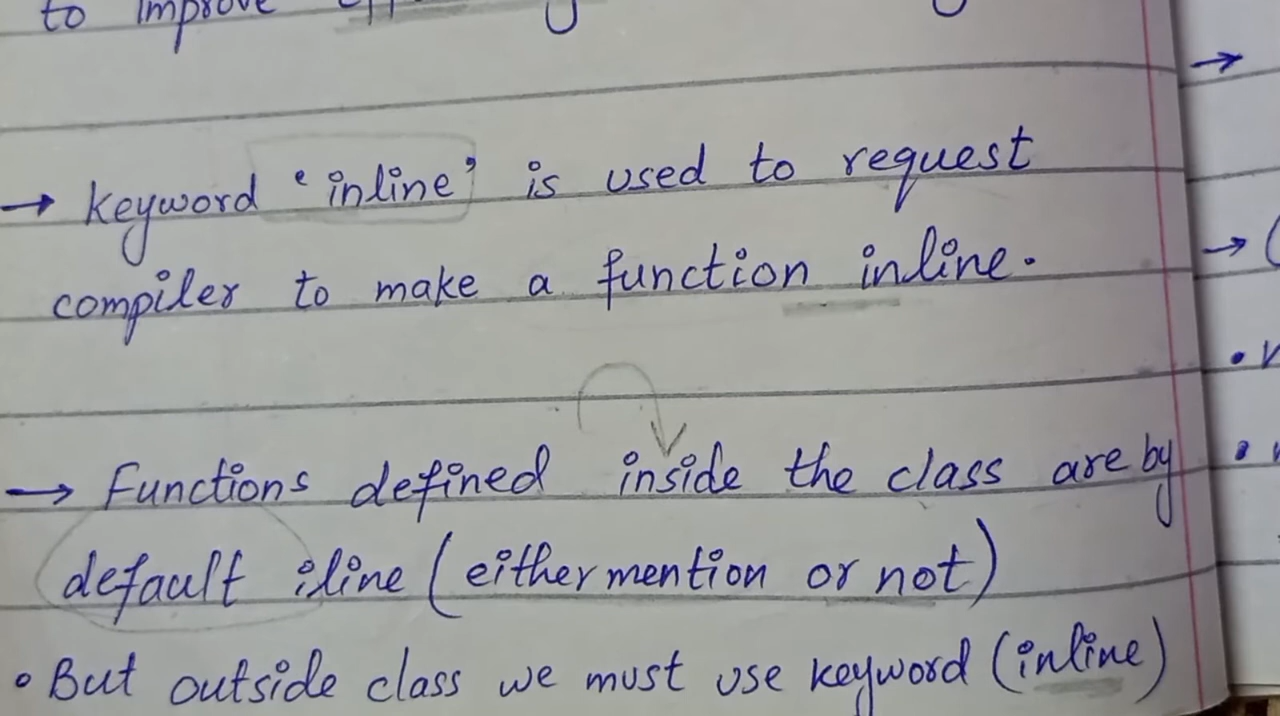 to improve
→ keyword 'inline' is used to request
compiler to make a function inline.
→ Functions defined inside the class are by
default iline (either mention or not)
• But outside class we must use keyword (inline)